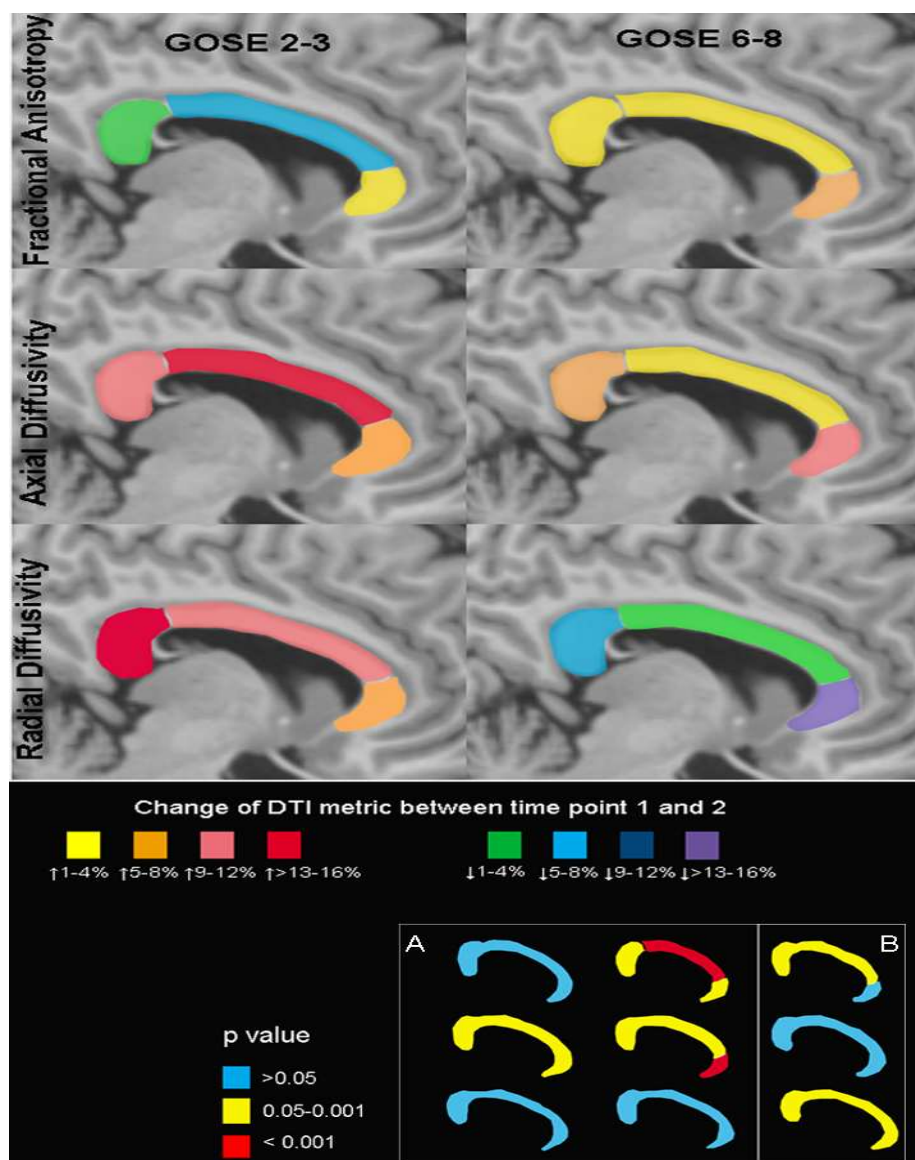 GOSE 2-3
GOSE 6-8
Fractional Anisotropy
Axial Diffusivity
Radial Diffusivity
Change of DTI metric between time point 1 and 2
↑1-4% ↑5-8% ↑9-12% ↑>13-16% ↓1-4% ↓5-8% ↓9-12% ↓>13-16%
A
B
p value
>0.05
0.05-0.001
< 0.001